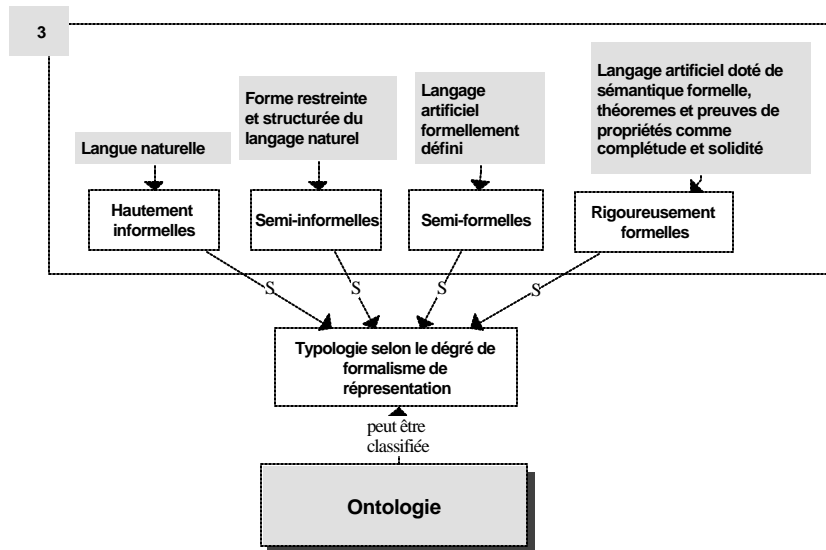 3
Langue naturelle
Forme restreinte
et structurée du
langage naturel
Langage
artificiel
formellement
défini
Langage artificiel doté de
sémantique formelle,
théoremes et preuves de
propriétés comme
complétude et solidité
Hautement
informelles
Semi-informelles
Semi-formelles
Rigoureusement
formelles
S
S
S
S
Typologie selon le dégré de
formalisme de
répresentation
peut être
classifiée
Ontologie